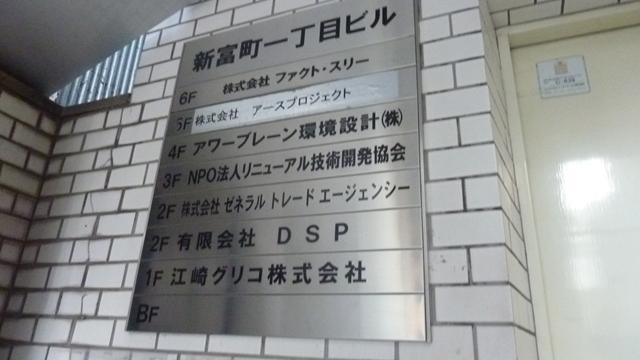 新富町一丁目ビル
6F 株式会社 ファクト・スリー
5F 株式会社 アースプロジェクト
4F アワーブレーン環境設計㈱
3F NPO法人リニューアル技術開発協会
2F 株式会社 ゼネラル トレード エージェンシー
2F 有限会社 DSP
1F 江崎グリコ株式会社
BF